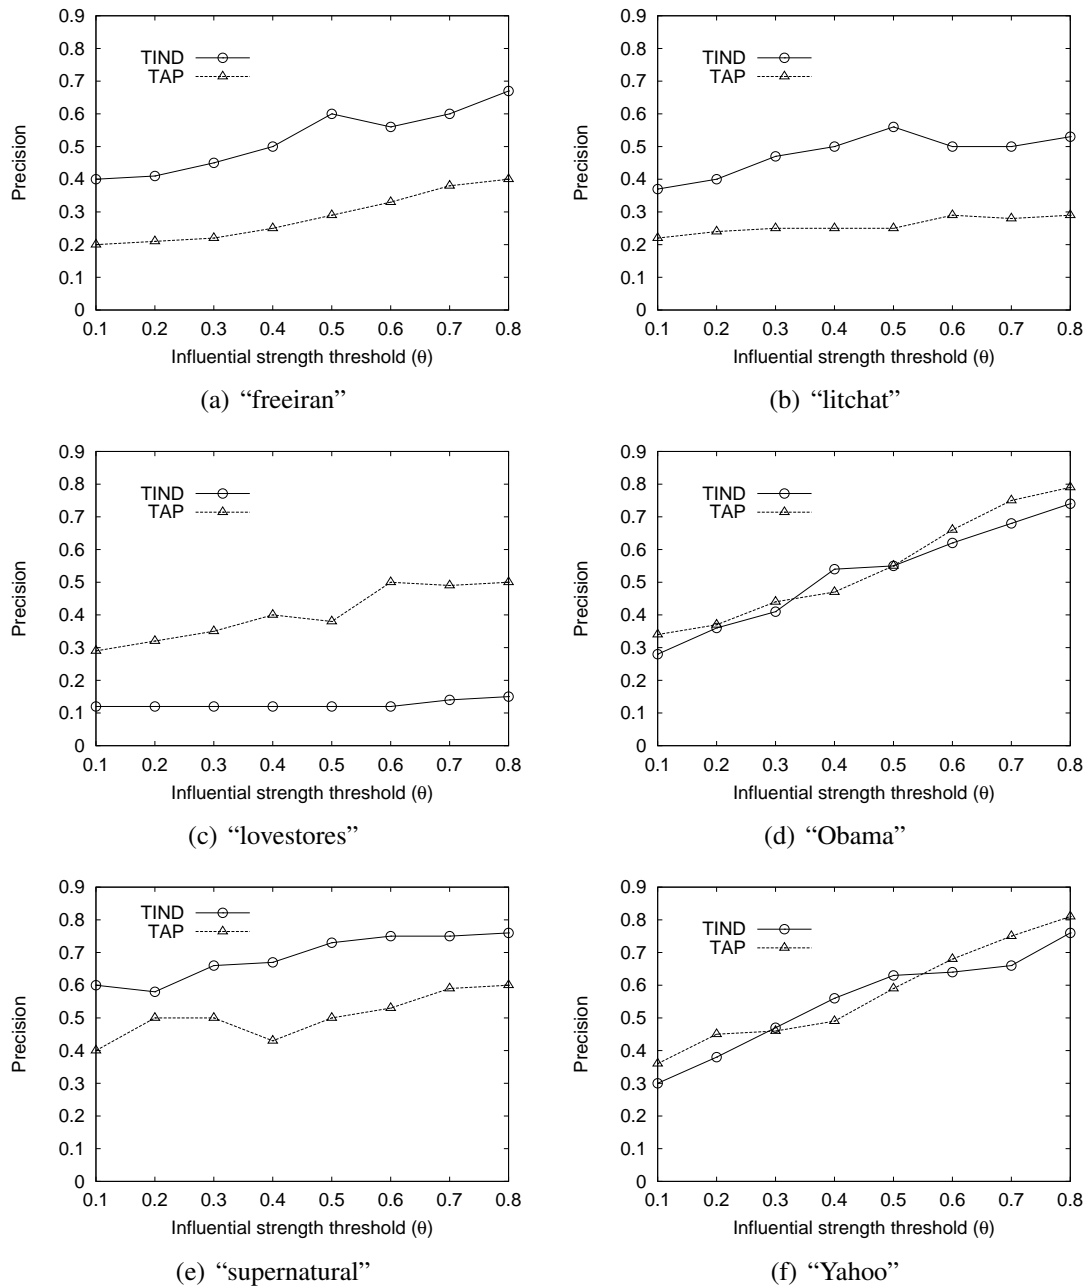 0.9
0.8
0.7
0.6
0.5
0.4
0.3
0.2
0.1
0
Precision
TIND
TAP
0.1 0.2 0.3 0.4 0.5 0.6 0.7 0.8
Influential strength threshold (θ)
(a) “freeiran”
0.9
0.8
0.7
0.6
0.5
0.4
0.3
0.2
0.1
0
Precision
TIND
TAP
0.1 0.2 0.3 0.4 0.5 0.6 0.7 0.8
Influential strength threshold (θ)
(b) “litchat”
0.9
0.8
0.7
0.6
0.5
0.4
0.3
0.2
0.1
0
Precision
TIND
TAP
0.1 0.2 0.3 0.4 0.5 0.6 0.7 0.8
Influential strength threshold (θ)
(c) “lovestores”
0.9
0.8
0.7
0.6
0.5
0.4
0.3
0.2
0.1
0
Precision
TIND
TAP
0.1 0.2 0.3 0.4 0.5 0.6 0.7 0.8
Influential strength threshold (θ)
(d) “Obama”
0.9
0.8
0.7
0.6
0.5
0.4
0.3
0.2
0.1
0
Precision
TIND
TAP
0.1 0.2 0.3 0.4 0.5 0.6 0.7 0.8
Influential strength threshold (θ)
(e) “supernatural”
0.9
0.8
0.7
0.6
0.5
0.4
0.3
0.2
0.1
0
Precision
TIND
TAP
0.1 0.2 0.3 0.4 0.5 0.6 0.7 0.8
Influential strength threshold (θ)
(f) “Yahoo”